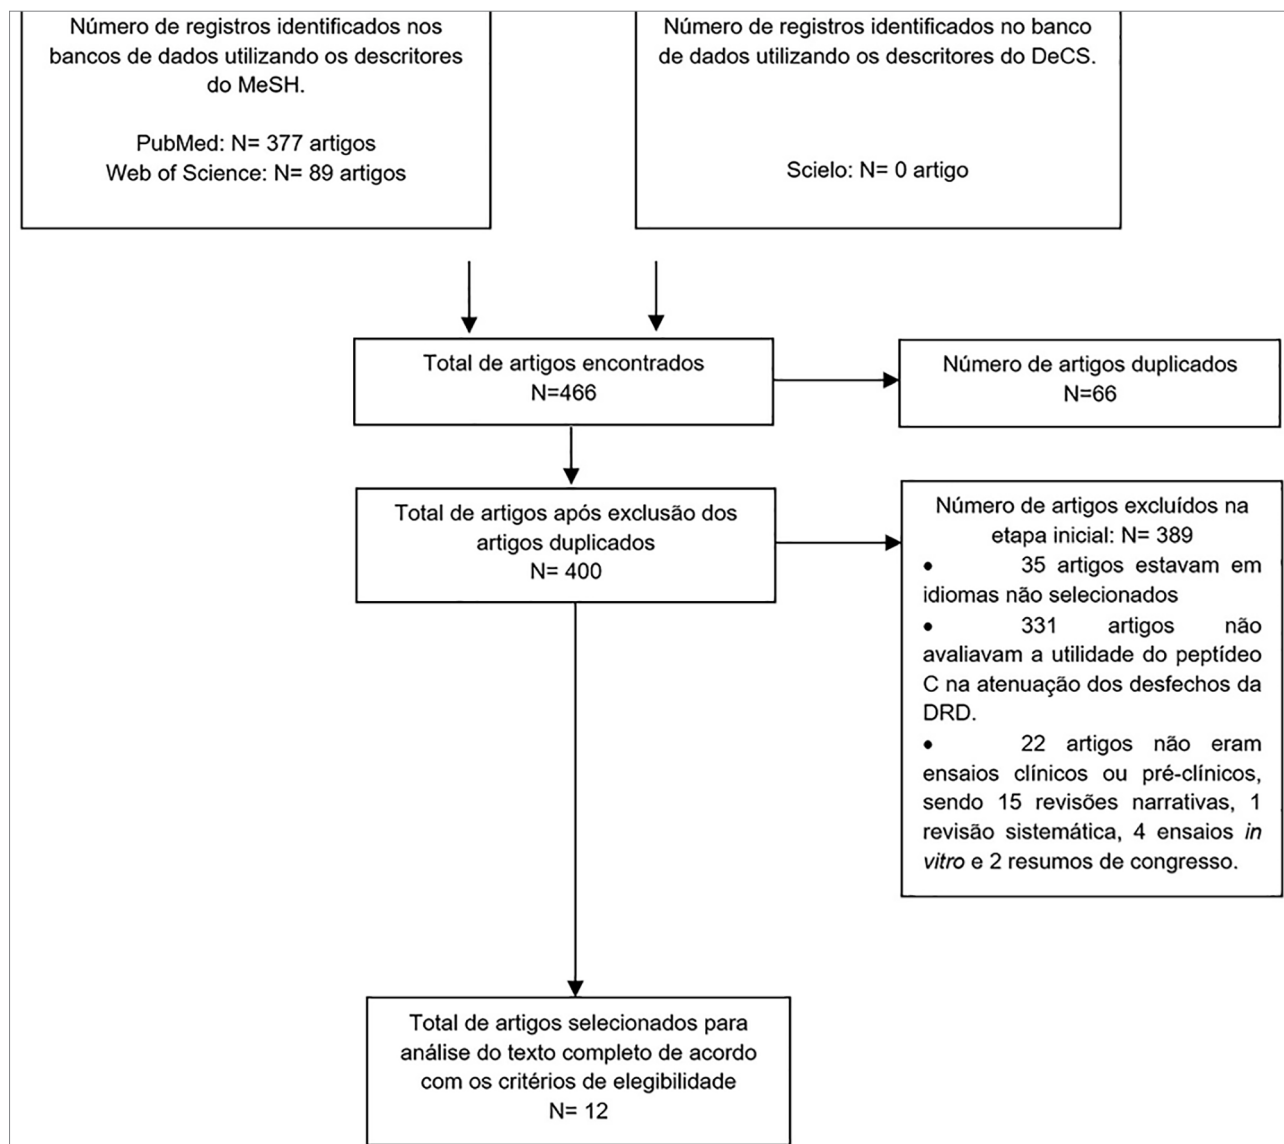 Número de registros identificados nos
bancos de dados utilizando os descritores
do MeSH.
PubMed: N= 377 artigos
Web of Science: N= 89 artigos
Número de registros identificados no banco
de dados utilizando os descritores do DeCS.
Scielo: N= 0 artigo
Total de artigos encontrados
N=466
Número de artigos duplicados
N=66
Total de artigos após exclusão dos
artigos duplicados
N= 400
Número de artigos excluídos na
etapa inicial: N= 389
• 35 artigos estavam em
idiomas não selecionados
• 331 artigos não
avaliavam a utilidade do peptídeo
C na atenuação dos desfechos da
DRD.
• 22 artigos não eram
ensaios clínicos ou pré-clínicos,
sendo 15 revisões narrativas, 1
revisão sistemática, 4 ensaios in
vitro e 2 resumos de congresso.
Total de artigos selecionados para
análise do texto completo de acordo
com os critérios de elegibilidade
N= 12